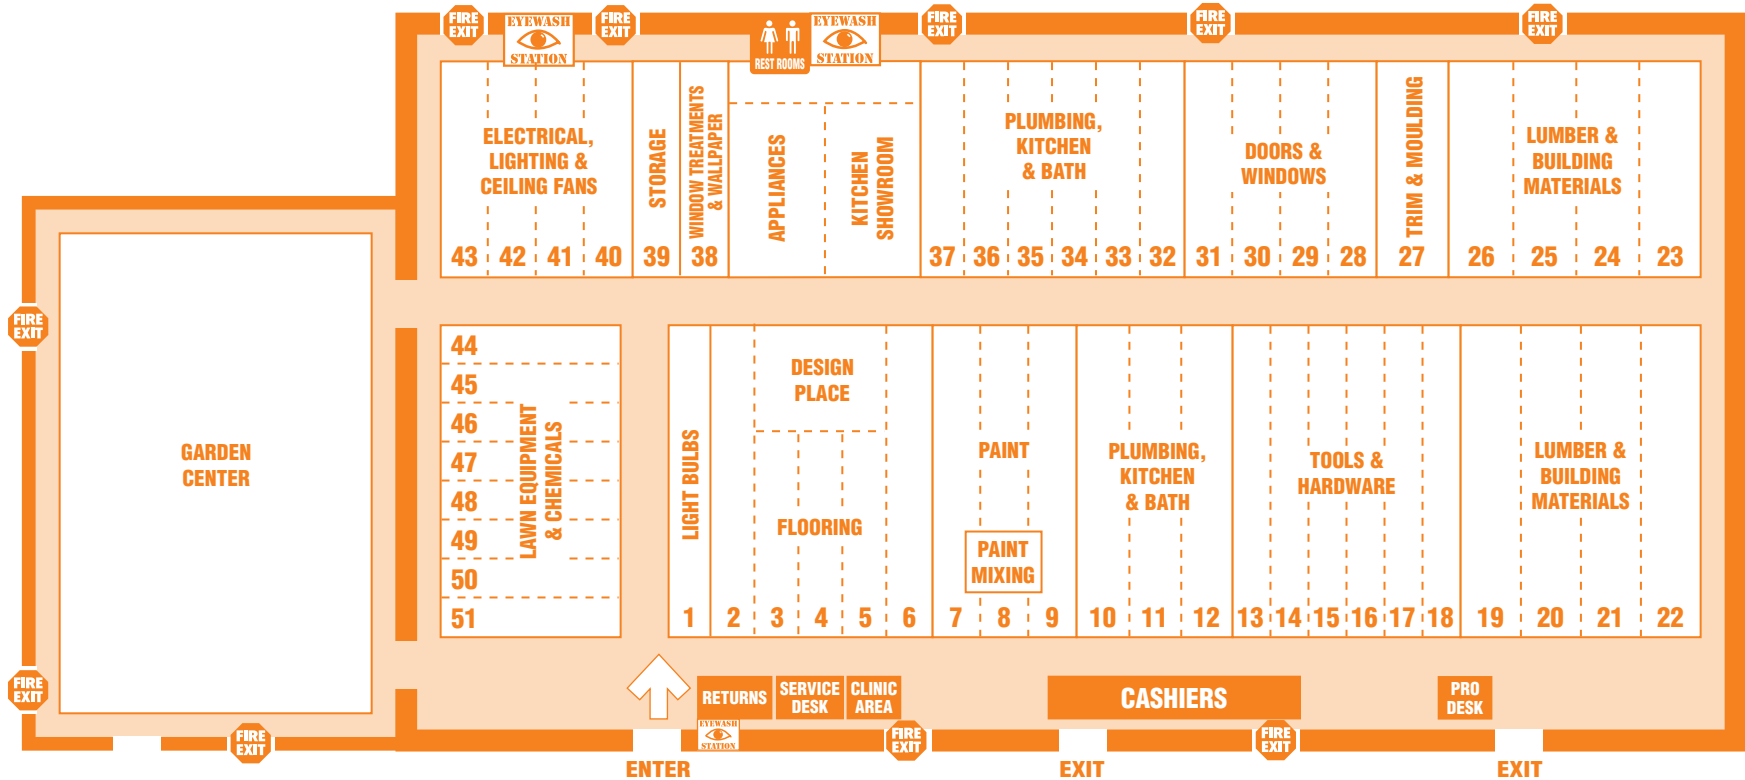 FIRE
EXIT
EYEWASH
STATION
FIRE
EXIT
REST ROOMS
EYEWASH
STATION
FIRE
EXIT
FIRE
EXIT
FIRE
EXIT
ELECTRICAL,
LIGHTING &
CEILING FANS
STORAGE
WINDOW TREATMENTS
& WALLPAPER
APPLIANCES
KITCHEN
SHOWROOM
PLUMBING,
KITCHEN
& BATH
DOORS &
WINDOWS
TRIM & MOULDING
LUMBER &
BUILDING
MATERIALS
43 42 41 40 39 38 37 36 35 34 33 32 31 30 29 28 27 26 25 24 23
FIRE
EXIT
GARDEN
CENTER
44
45
46
47
48
49
50
51
LAWN EQUIPMENT
& CHEMICALS
LIGHT BULBS
DESIGN
PLACE
FLOORING
PAINT
PAINT
MIXING
PLUMBING,
KITCHEN
& BATH
TOOLS &
HARDWARE
LUMBER &
BUILDING
MATERIALS
1 2 3 4 5 6 7 8 9 10 11 12 13 14 15 16 17 18 19 20 21 22
FIRE
EXIT
RETURNS
SERVICE
DESK
CLINIC
AREA
CASHIERS
PRO
DESK
FIRE
EXIT
EYEWASH
STATION
FIRE
EXIT
FIRE
EXIT
ENTER
EXIT
EXIT